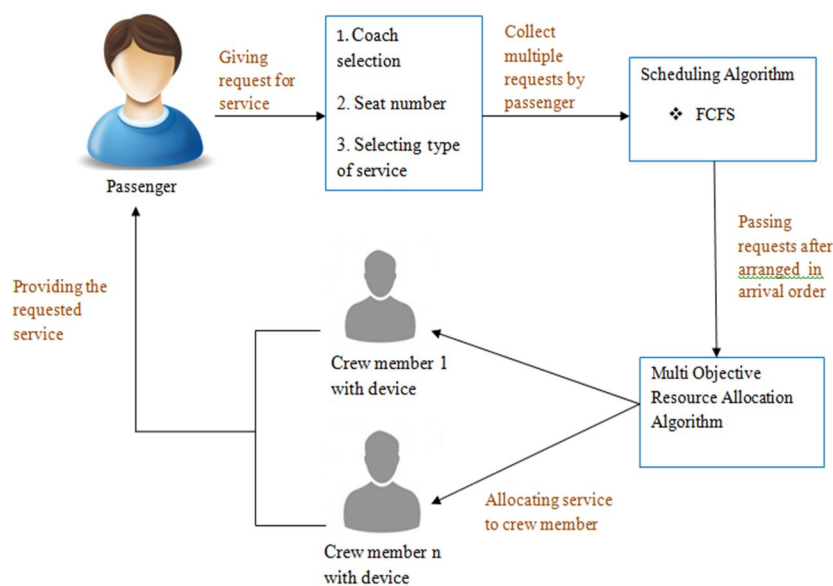 Giving
request for
service
1. Coach
selection
2. Seat number
3. Selecting type
of service
Collect
multiple
requests by
passenger
Scheduling Algorithm
❖ FCFS
Passenger
Passing
requests after
arranged in
arrival order
Providing the
requested
service
Crew member 1
with device
Multi Objective
Resource Allocation
Algorithm
Allocating service
to crew member
Crew member n
with device